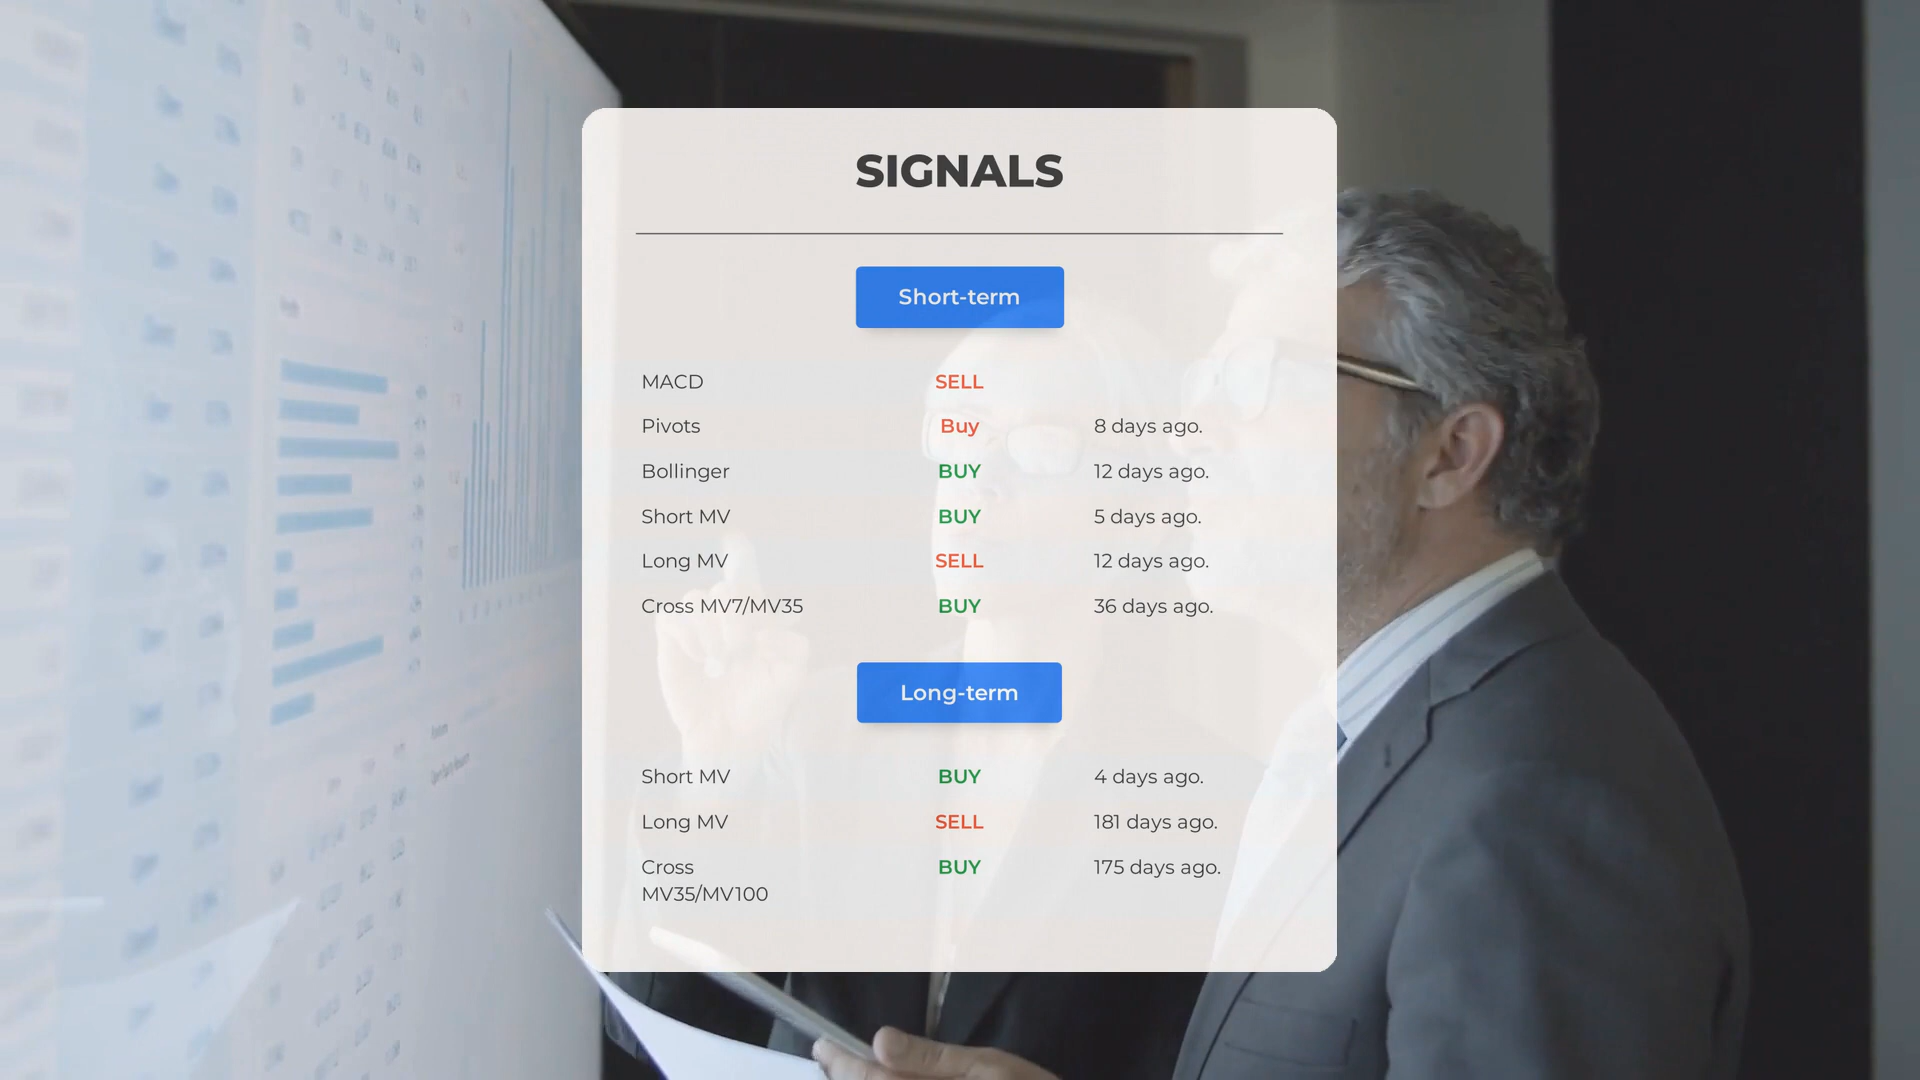 SIGNALS
Short-term
MACD SELL
Pivots Buy 8 days ago.
Bollinger BUY 12 days ago.
Short MV BUY 5 days ago.
Long MV SELL 12 days ago.
Cross MV7/MV35 BUY 36 days ago.
Long-term
Short MV BUY 4 days ago.
Long MV SELL 181 days ago.
Cross BUY 175 days ago.
MV35/MV100